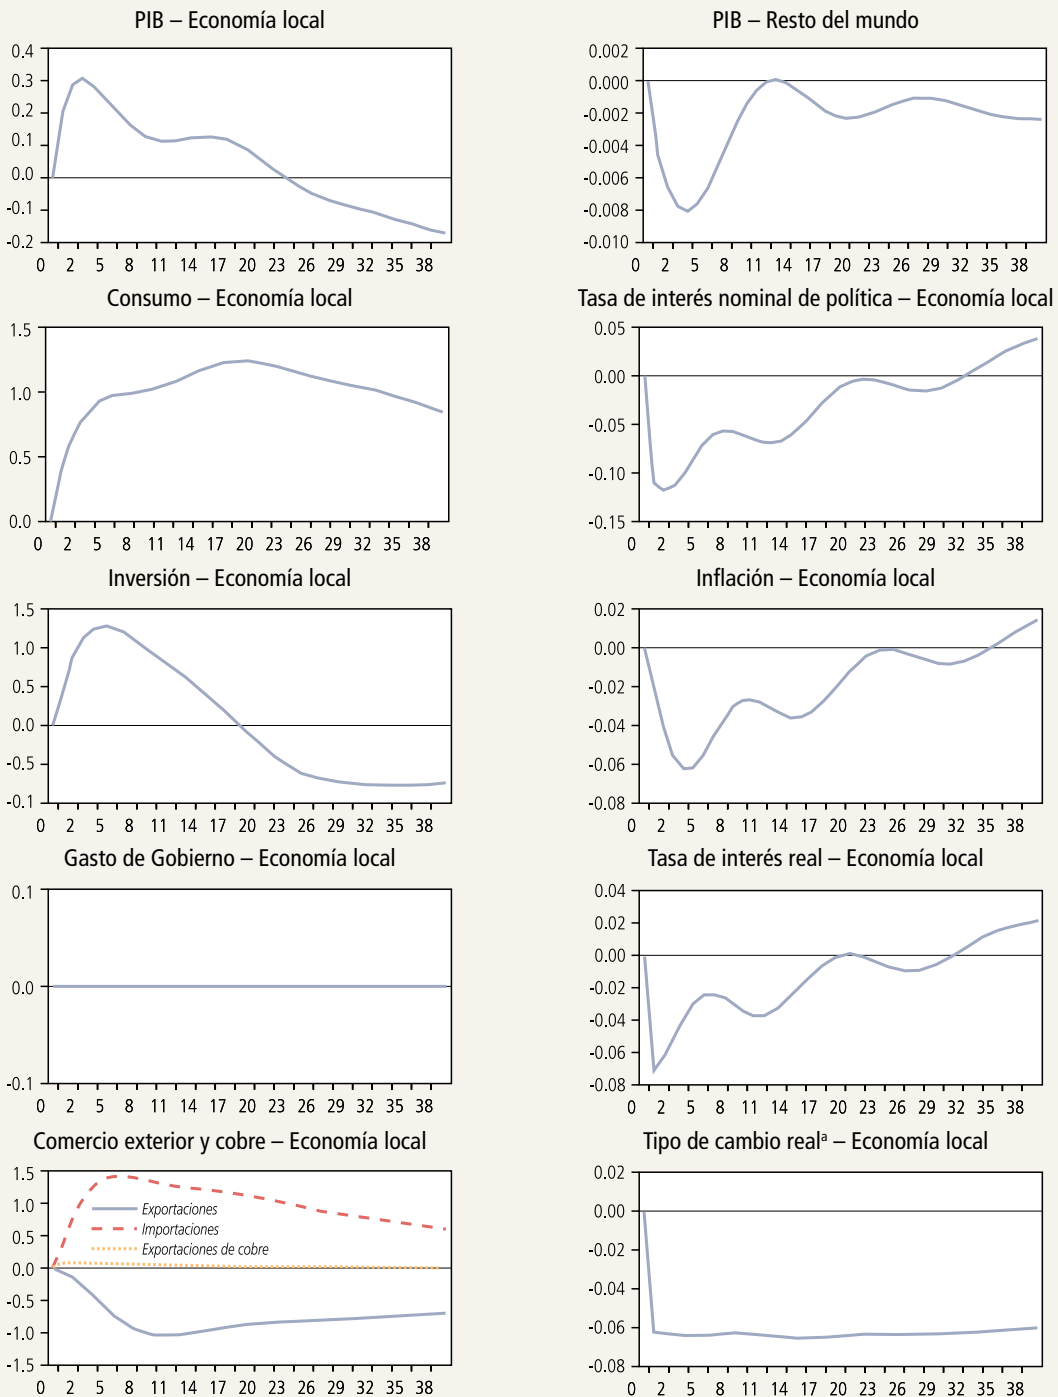 PIB – Economía local
0.4
0.3
0.2
0.1
0.0
-0.1
-0.2
0 2 5 8 11 14 17 20 23 26 29 32 35 38
PIB – Resto del mundo
0.002
0.000
-0.002
-0.004
-0.006
-0.008
-0.010
0 2 5 8 11 14 17 20 23 26 29 32 35 38
Consumo – Economía local
1.5
1.0
0.5
0.0
0 2 5 8 11 14 17 20 23 26 29 32 35 38
Tasa de interés nominal de política – Economía local
0.05
0.00
-0.05
-0.10
-0.15
0 2 5 8 11 14 17 20 23 26 29 32 35 38
Inversión – Economía local
1.5
1.0
0.5
0.0
-0.5
-0.1
0 2 5 8 11 14 17 20 23 26 29 32 35 38
Inflación – Economía local
0.02
0.00
-0.02
-0.04
-0.06
-0.08
0 2 5 8 11 14 17 20 23 26 29 32 35 38
Gasto de Gobierno – Economía local
0.1
0.0
-0.1
0 2 5 8 11 14 17 20 23 26 29 32 35 38
Tasa de interés real – Economía local
0.04
0.02
0.00
-0.02
-0.04
-0.06
-0.08
0 2 5 8 11 14 17 20 23 26 29 32 35 38
Comercio exterior y cobre – Economía local
1.5
1.0
0.5
0.0
-0.5
-1.0
-1.5
Exportaciones
Importaciones
Exportaciones de cobre
0 2 5 8 11 14 17 20 23 26 29 32 35 38
Tipo de cambio realª – Economía local
0.02
0.00
-0.02
-0.04
-0.06
-0.08
0 2 5 8 11 14 17 20 23 26 29 32 35 38